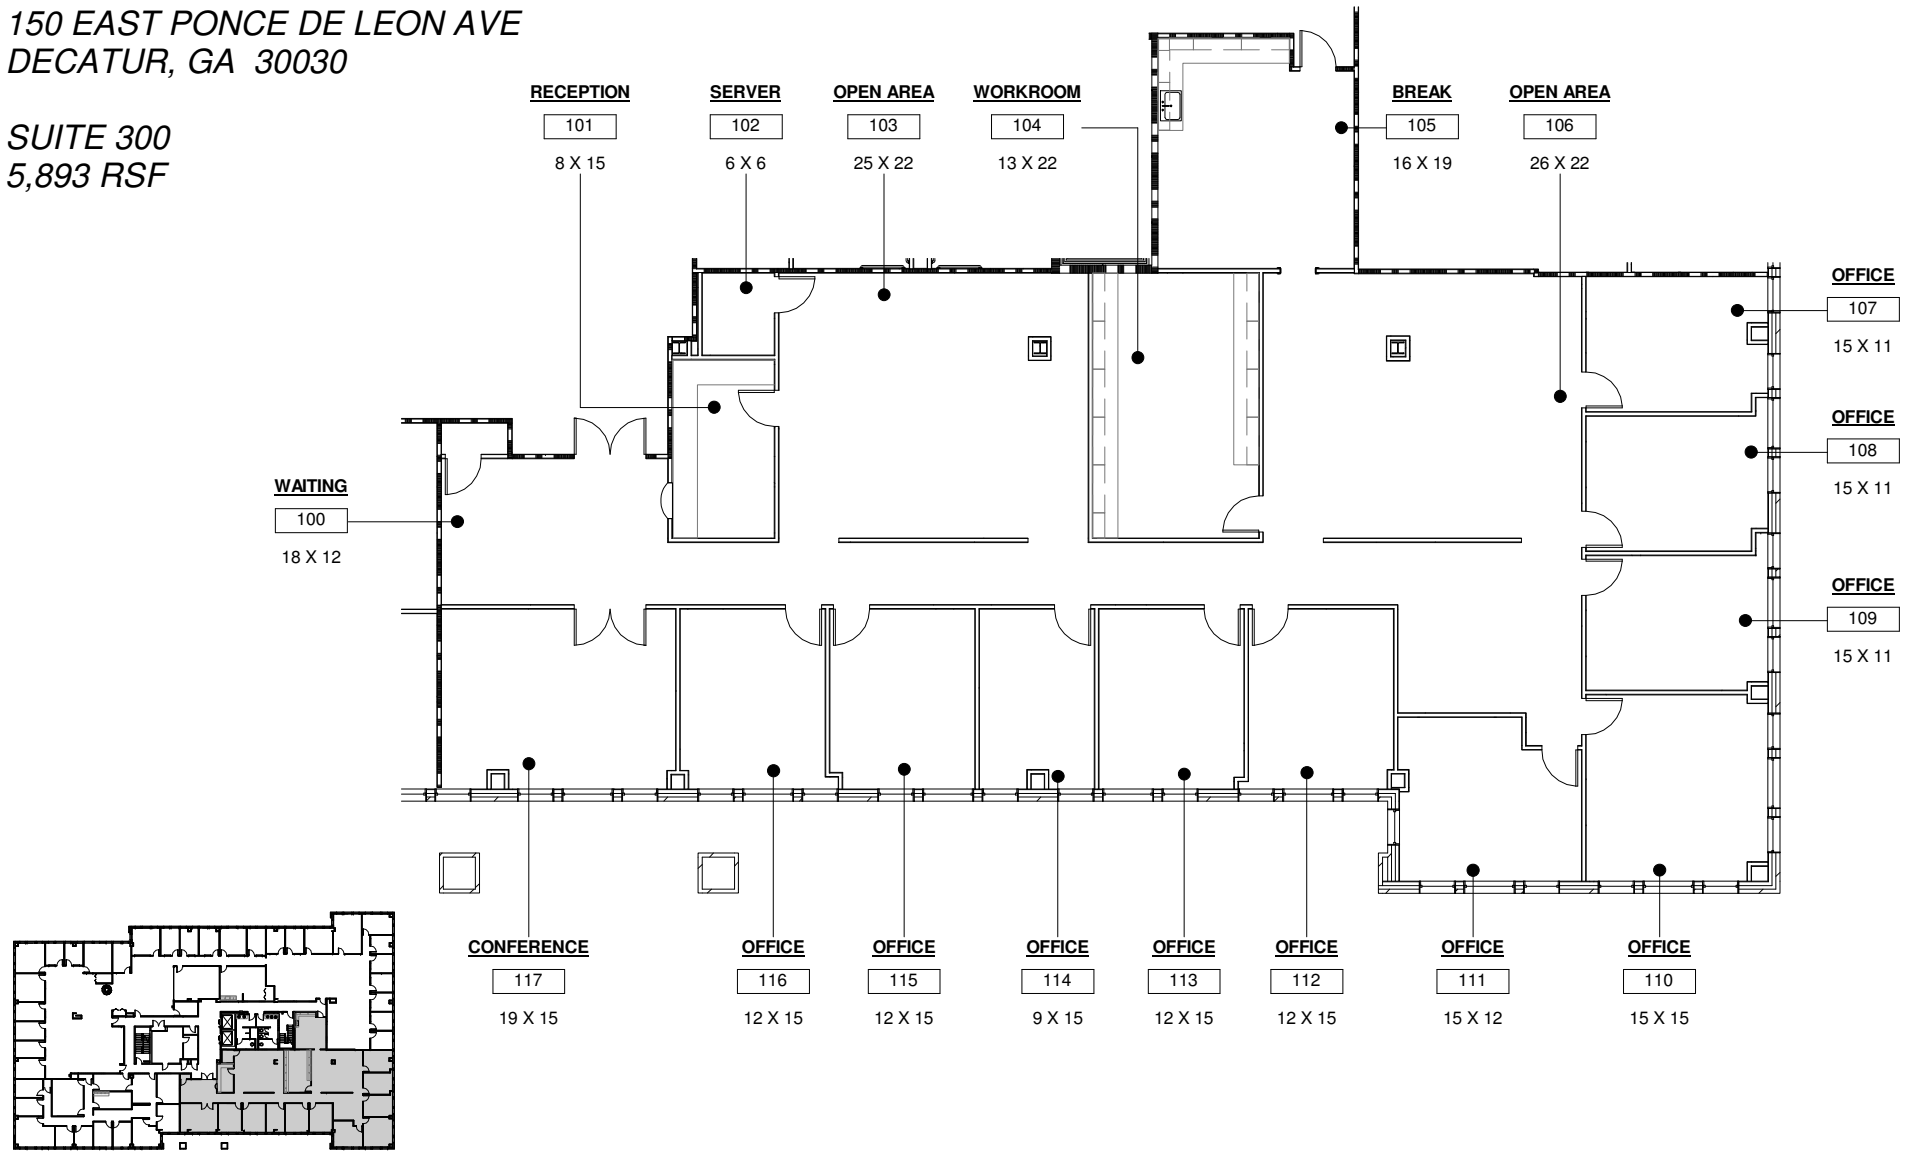 150 EAST PONCE DE LEON AVE
DECATUR, GA 30030
SUITE 300
5,893 RSF
RECEPTION
101
8 X 15
SERVER
102
6 X 6
OPEN AREA
103
25 X 22
WORKROOM
104
13 X 22
BREAK
105
16 X 19
OPEN AREA
106
26 X 22
OFFICE
107
15 X 11
OFFICE
108
15 X 11
WAITING
100
18 X 12
OFFICE
109
15 X 11
CONFERENCE
117
19 X 15
OFFICE
116
12 X 15
OFFICE
115
12 X 15
OFFICE
114
9 X 15
OFFICE
113
12 X 15
OFFICE
112
12 X 15
OFFICE
111
15 X 12
OFFICE
110
15 X 15